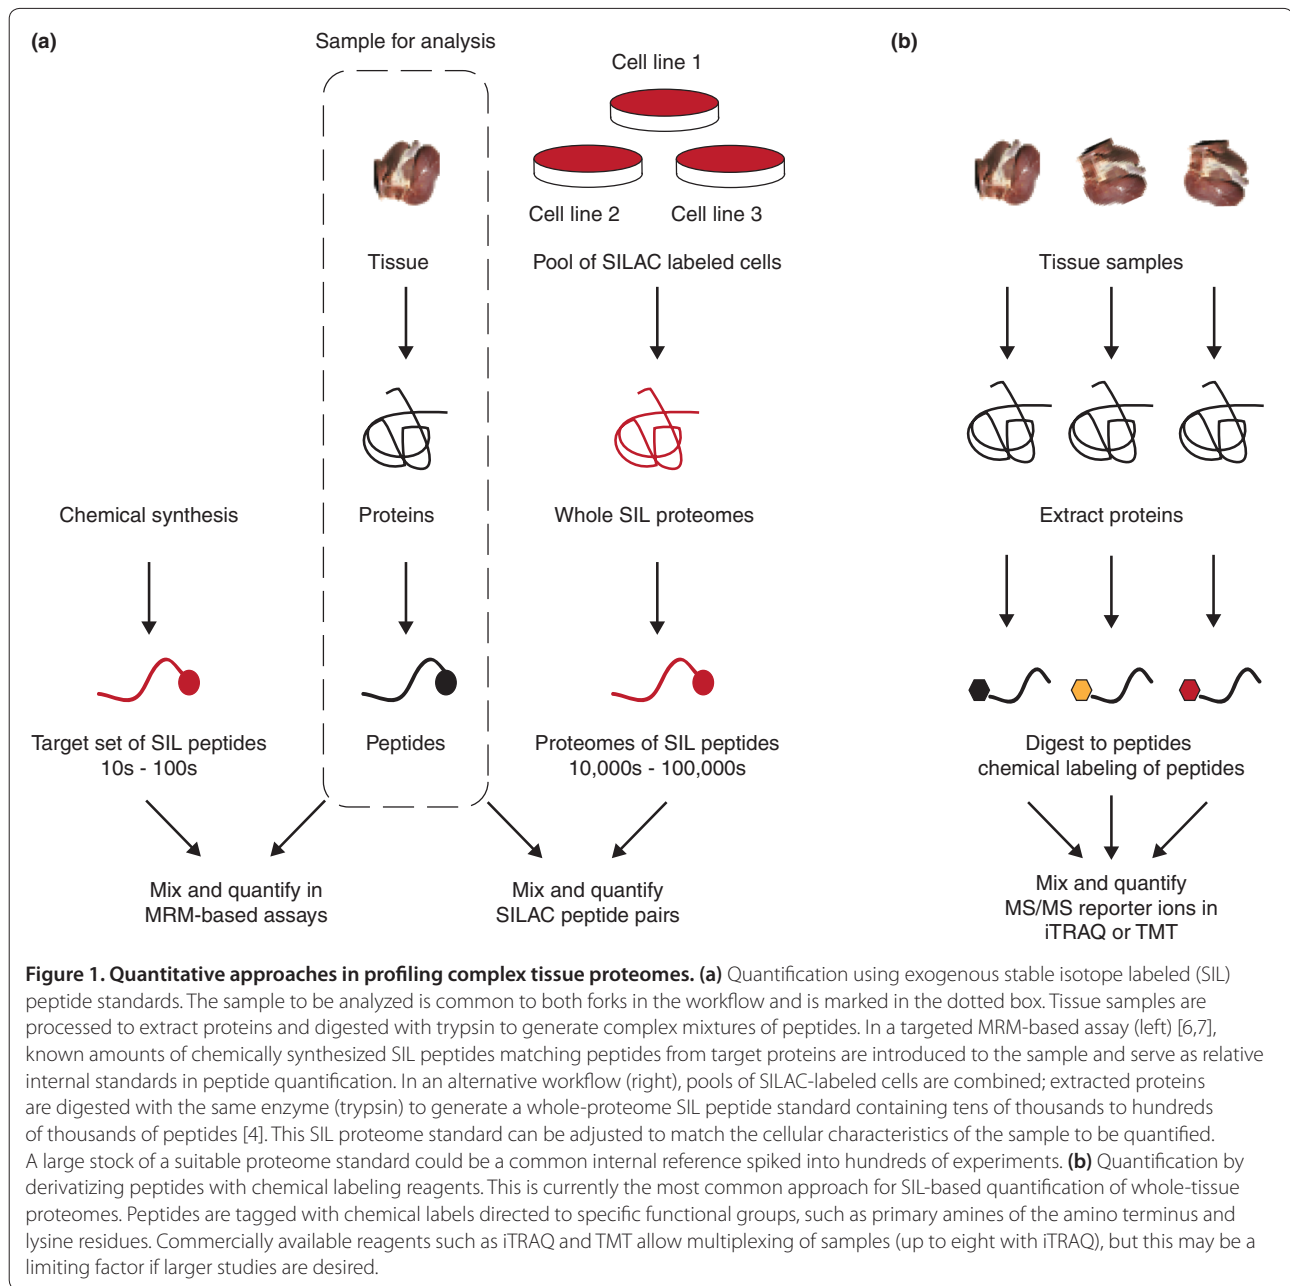 (a)
Sample for analysis
Cell line 1
Cell line 2
Cell line 3
Tissue
Pool of SILAC labeled cells
Chemical synthesis
Proteins
Whole SIL proteomes
Target set of SIL peptides
10s - 100s
Peptides
Proteomes of SIL peptides
10,000s - 100,000s
Mix and quantify in
MRM-based assays
Mix and quantify
SILAC peptide pairs
(b)
Tissue samples
Extract proteins
Digest to peptides
chemical labeling of peptides
Mix and quantify
MS/MS reporter ions in
iTRAQ or TMT
Figure 1. Quantitative approaches in profiling complex tissue proteomes. (a) Quantification using exogenous stable isotope labeled (SIL)
peptide standards. The sample to be analyzed is common to both forks in the workflow and is marked in the dotted box. Tissue samples are
processed to extract proteins and digested with trypsin to generate complex mixtures of peptides. In a targeted MRM-based assay (left) [6,7],
known amounts of chemically synthesized SIL peptides matching peptides from target proteins are introduced to the sample and serve as relative
internal standards in peptide quantification. In an alternative workflow (right), pools of SILAC-labeled cells are combined; extracted proteins
are digested with the same enzyme (trypsin) to generate a whole-proteome SIL peptide standard containing tens of thousands to hundreds
of thousands of peptides [4]. This SIL proteome standard can be adjusted to match the cellular characteristics of the sample to be quantified.
A large stock of a suitable proteome standard could be a common internal reference spiked into hundreds of experiments. (b) Quantification by
derivatizing peptides with chemical labeling reagents. This is currently the most common approach for SIL-based quantification of whole-tissue
proteomes. Peptides are tagged with chemical labels directed to specific functional groups, such as primary amines of the amino terminus and
lysine residues. Commercially available reagents such as iTRAQ and TMT allow multiplexing of samples (up to eight with iTRAQ), but this may be a
limiting factor if larger studies are desired.